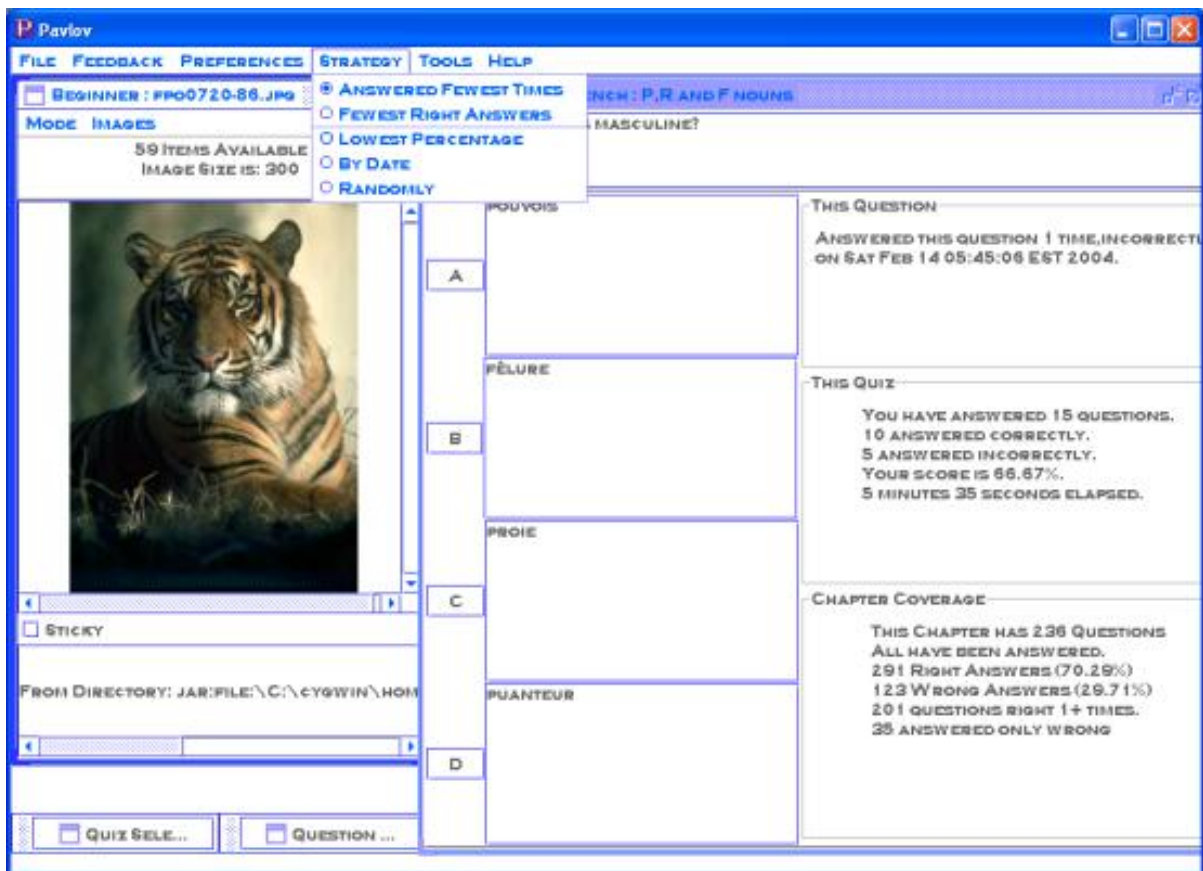 Pavlov
File Feedback Preferences Strategy Tools Help
Answered Fewest Times
Fewest Right Answers
Lowest Percentage
By Date
Randomly
Beginner : fpo0720-86.jpg
Mode Images
59 Items Available
Image Size is: 300
: P,R and F nouns
masculine?
Sticky
From Directory: jar:file:\C:\cygwin\hom
Quiz Sele...
Question ...
A
pouvois
B
fêlure
C
proie
D
puanteur
This Question
Answered this question 1 time,incorrectl
on Sat Feb 14 05:45:06 EST 2004.
This Quiz
You have answered 15 questions.
10 answered correctly.
5 answered incorrectly.
Your score is 66.67%.
5 minutes 35 seconds elapsed.
Chapter Coverage
This Chapter has 236 Questions
All have been answered.
291 Right Answers (70.29%)
123 Wrong Answers (29.71%)
201 questions right 1+ times.
35 answered only wrong